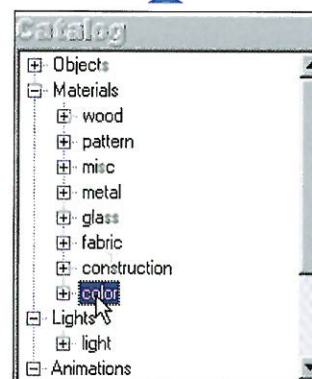 Catalog
Objects
Materials
wood
pattern
misc
metal
glass
fabric
construction
color
Lights
light
Animations